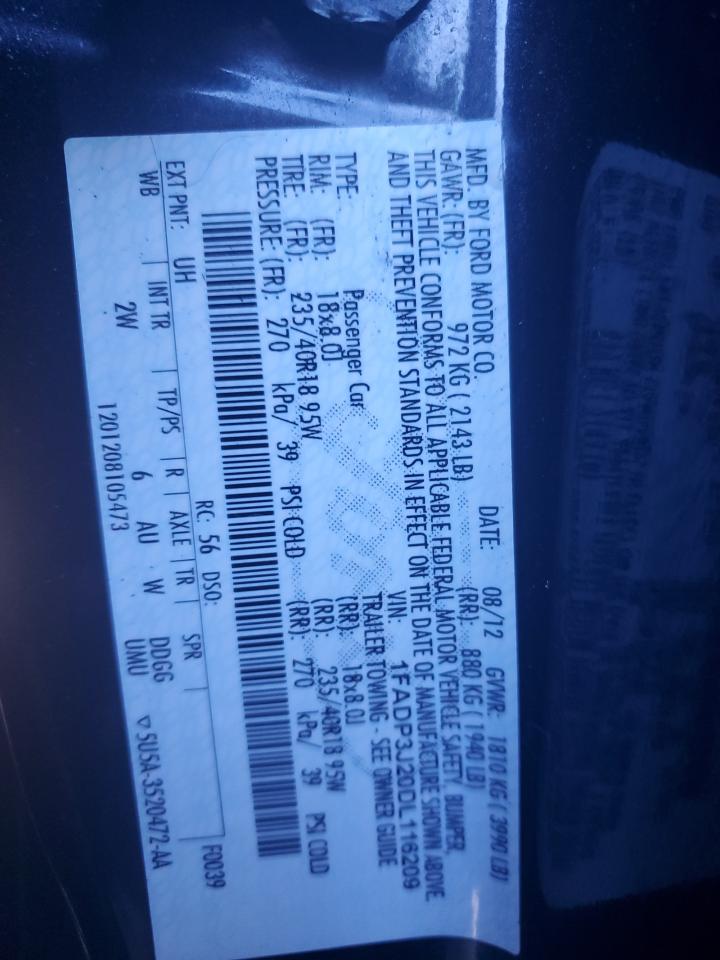 MFD. BY FORD MOTOR CO. DATE: 08/12 GVWR: 1810 KG ( 3990 LB)
GAWR: (FR): 972 KG ( 2143 LB) (RR): 880 KG ( 1940 LB)
THIS VEHICLE CONFORMS TO ALL APPLICABLE FEDERAL MOTOR VEHICLE SAFETY, BUMPER,
AND THEFT PREVENTION STANDARDS IN EFFECT ON THE DATE OF MANUFACTURE SHOWN ABOVE
VIN: 1FADP3J20DL116209
TYPE: Passenger Car TRAILER TOWING - SEE OWNER GUIDE
RIM: (FR): 18x8.0J (RR): 18x8.0J
TIRE: (FR): 235/40R18 95W (RR): 235/40R18 95W
PRESSURE: (FR): 270 kPa/ 39 PSI COLD (RR): 270 kPa/ 39 PSI COLD
F0039
EXT PNT: UH RC: 56 DSO:
WB | INT TR | TP/PS | R | AXLE | TR | SPR
2W 6 AU W DDGG
UMU
1201208105473 ▽5U5A-3520472-AA